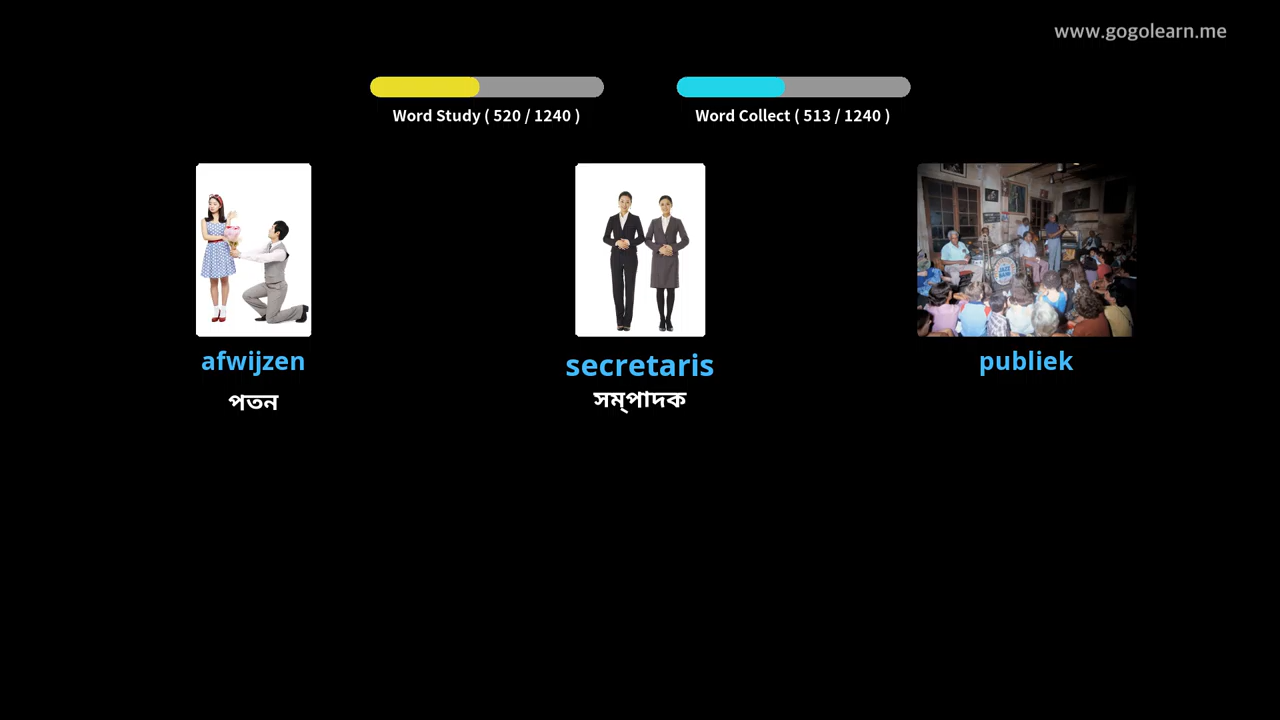 www.gogolearn.me
Word Study ( 520 / 1240 )
Word Collect ( 513 / 1240 )
afwijzen
secretaris
publiek
পতন
সম্পাদক